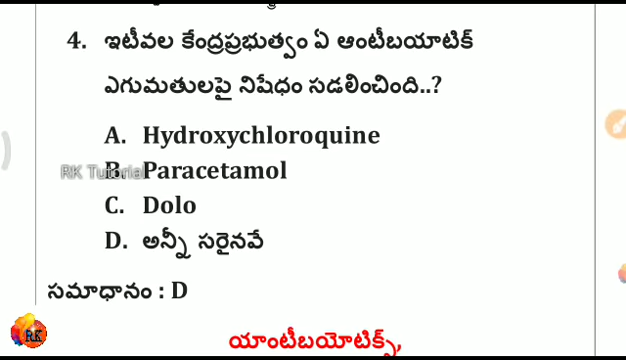 4. ఇటీవల కేంద్రప్రభుత్వం ఏ ఆంటీబయాటిక్
ఎగుమతులపై నిషేధం సడలించింది..?
A. Hydroxychloroquine
RK Tutorial
B. Paracetamol
C. Dolo
D. అన్నీ సరైనవే
సమాధానం : D
RK
యాంటీబయోటిక్స్,